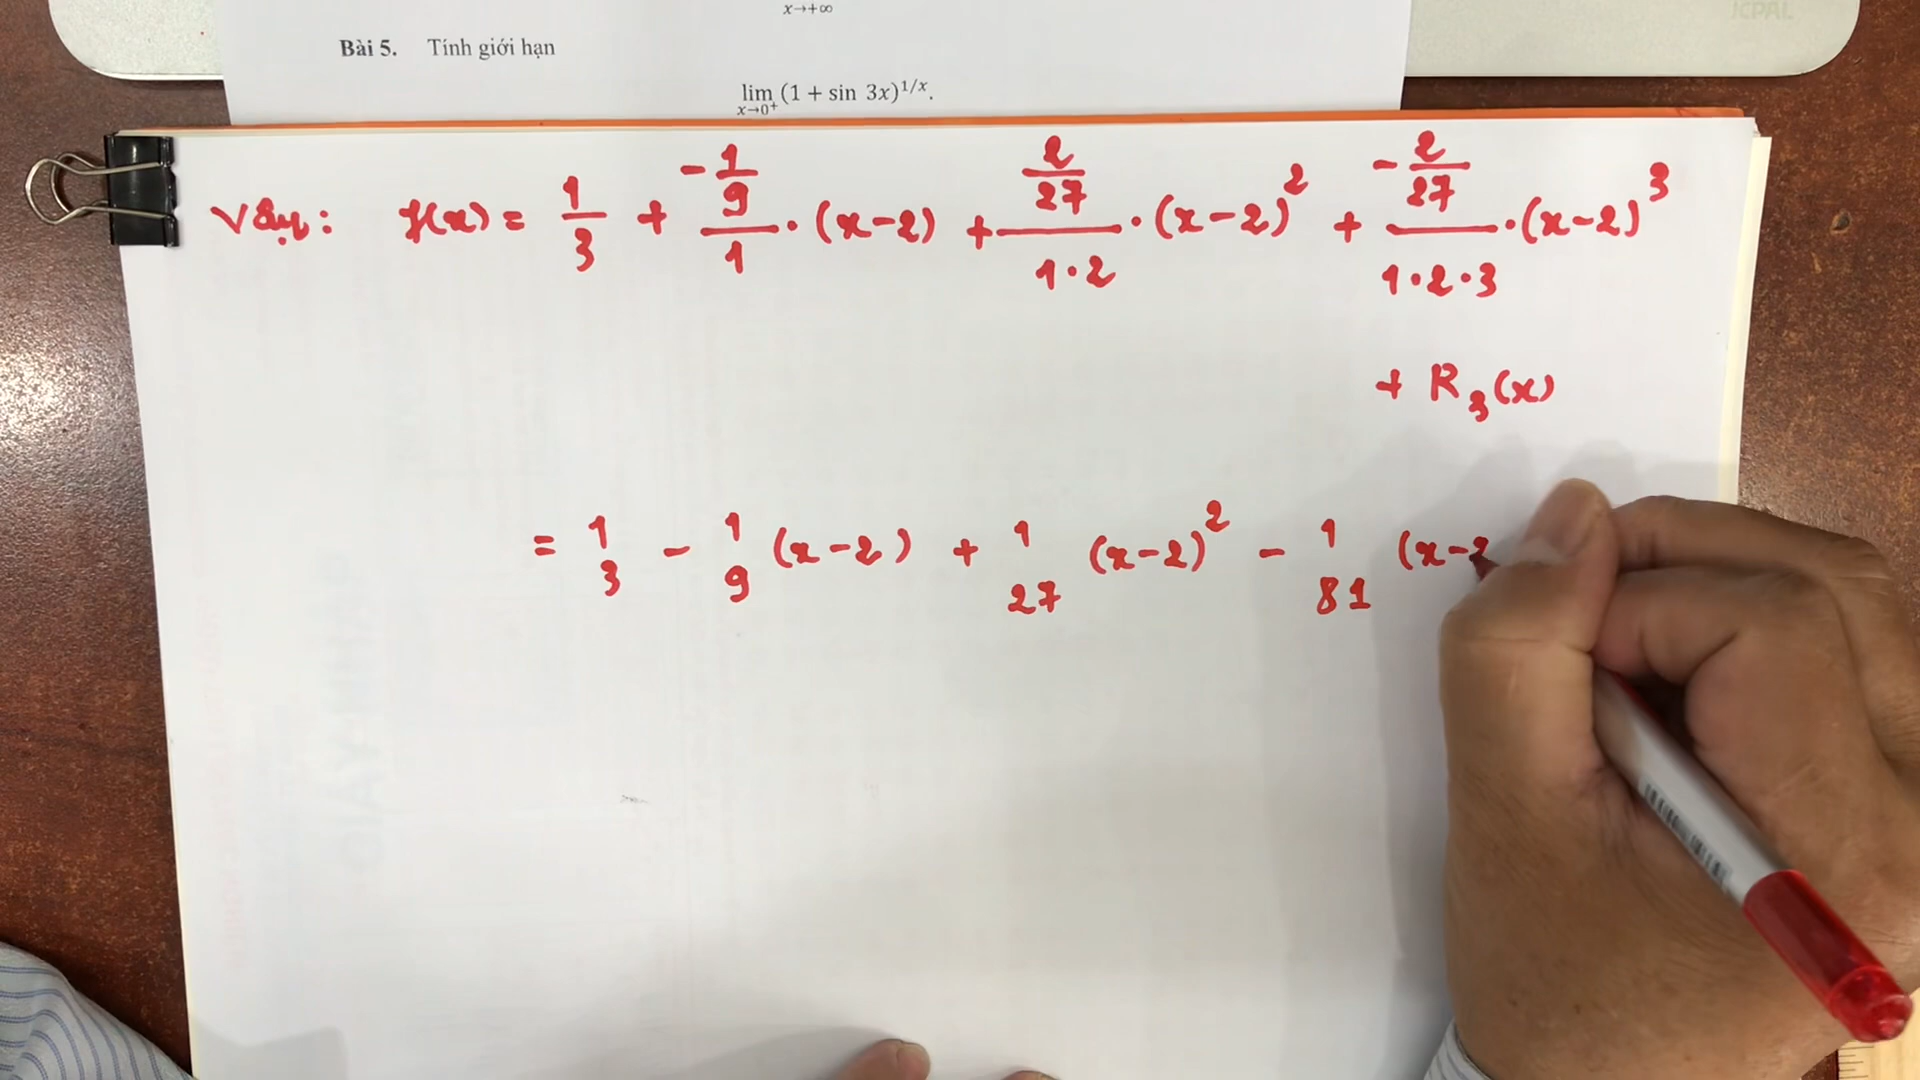 x→+∞
ICPAL
Bài 5. Tính giới hạn
lim x→0⁺ (1 + sin 3x)^{1/x}.
Vậy: f(x) = 1/3 + (-1/9)/1 · (x-2) + (2/27)/(1·2) · (x-2)² + (-2/27)/(1·2·3) · (x-2)³
+ R₃(x)
= 1/3 - 1/9 (x-2) + 1/27 (x-2)² - 1/81 (x-2